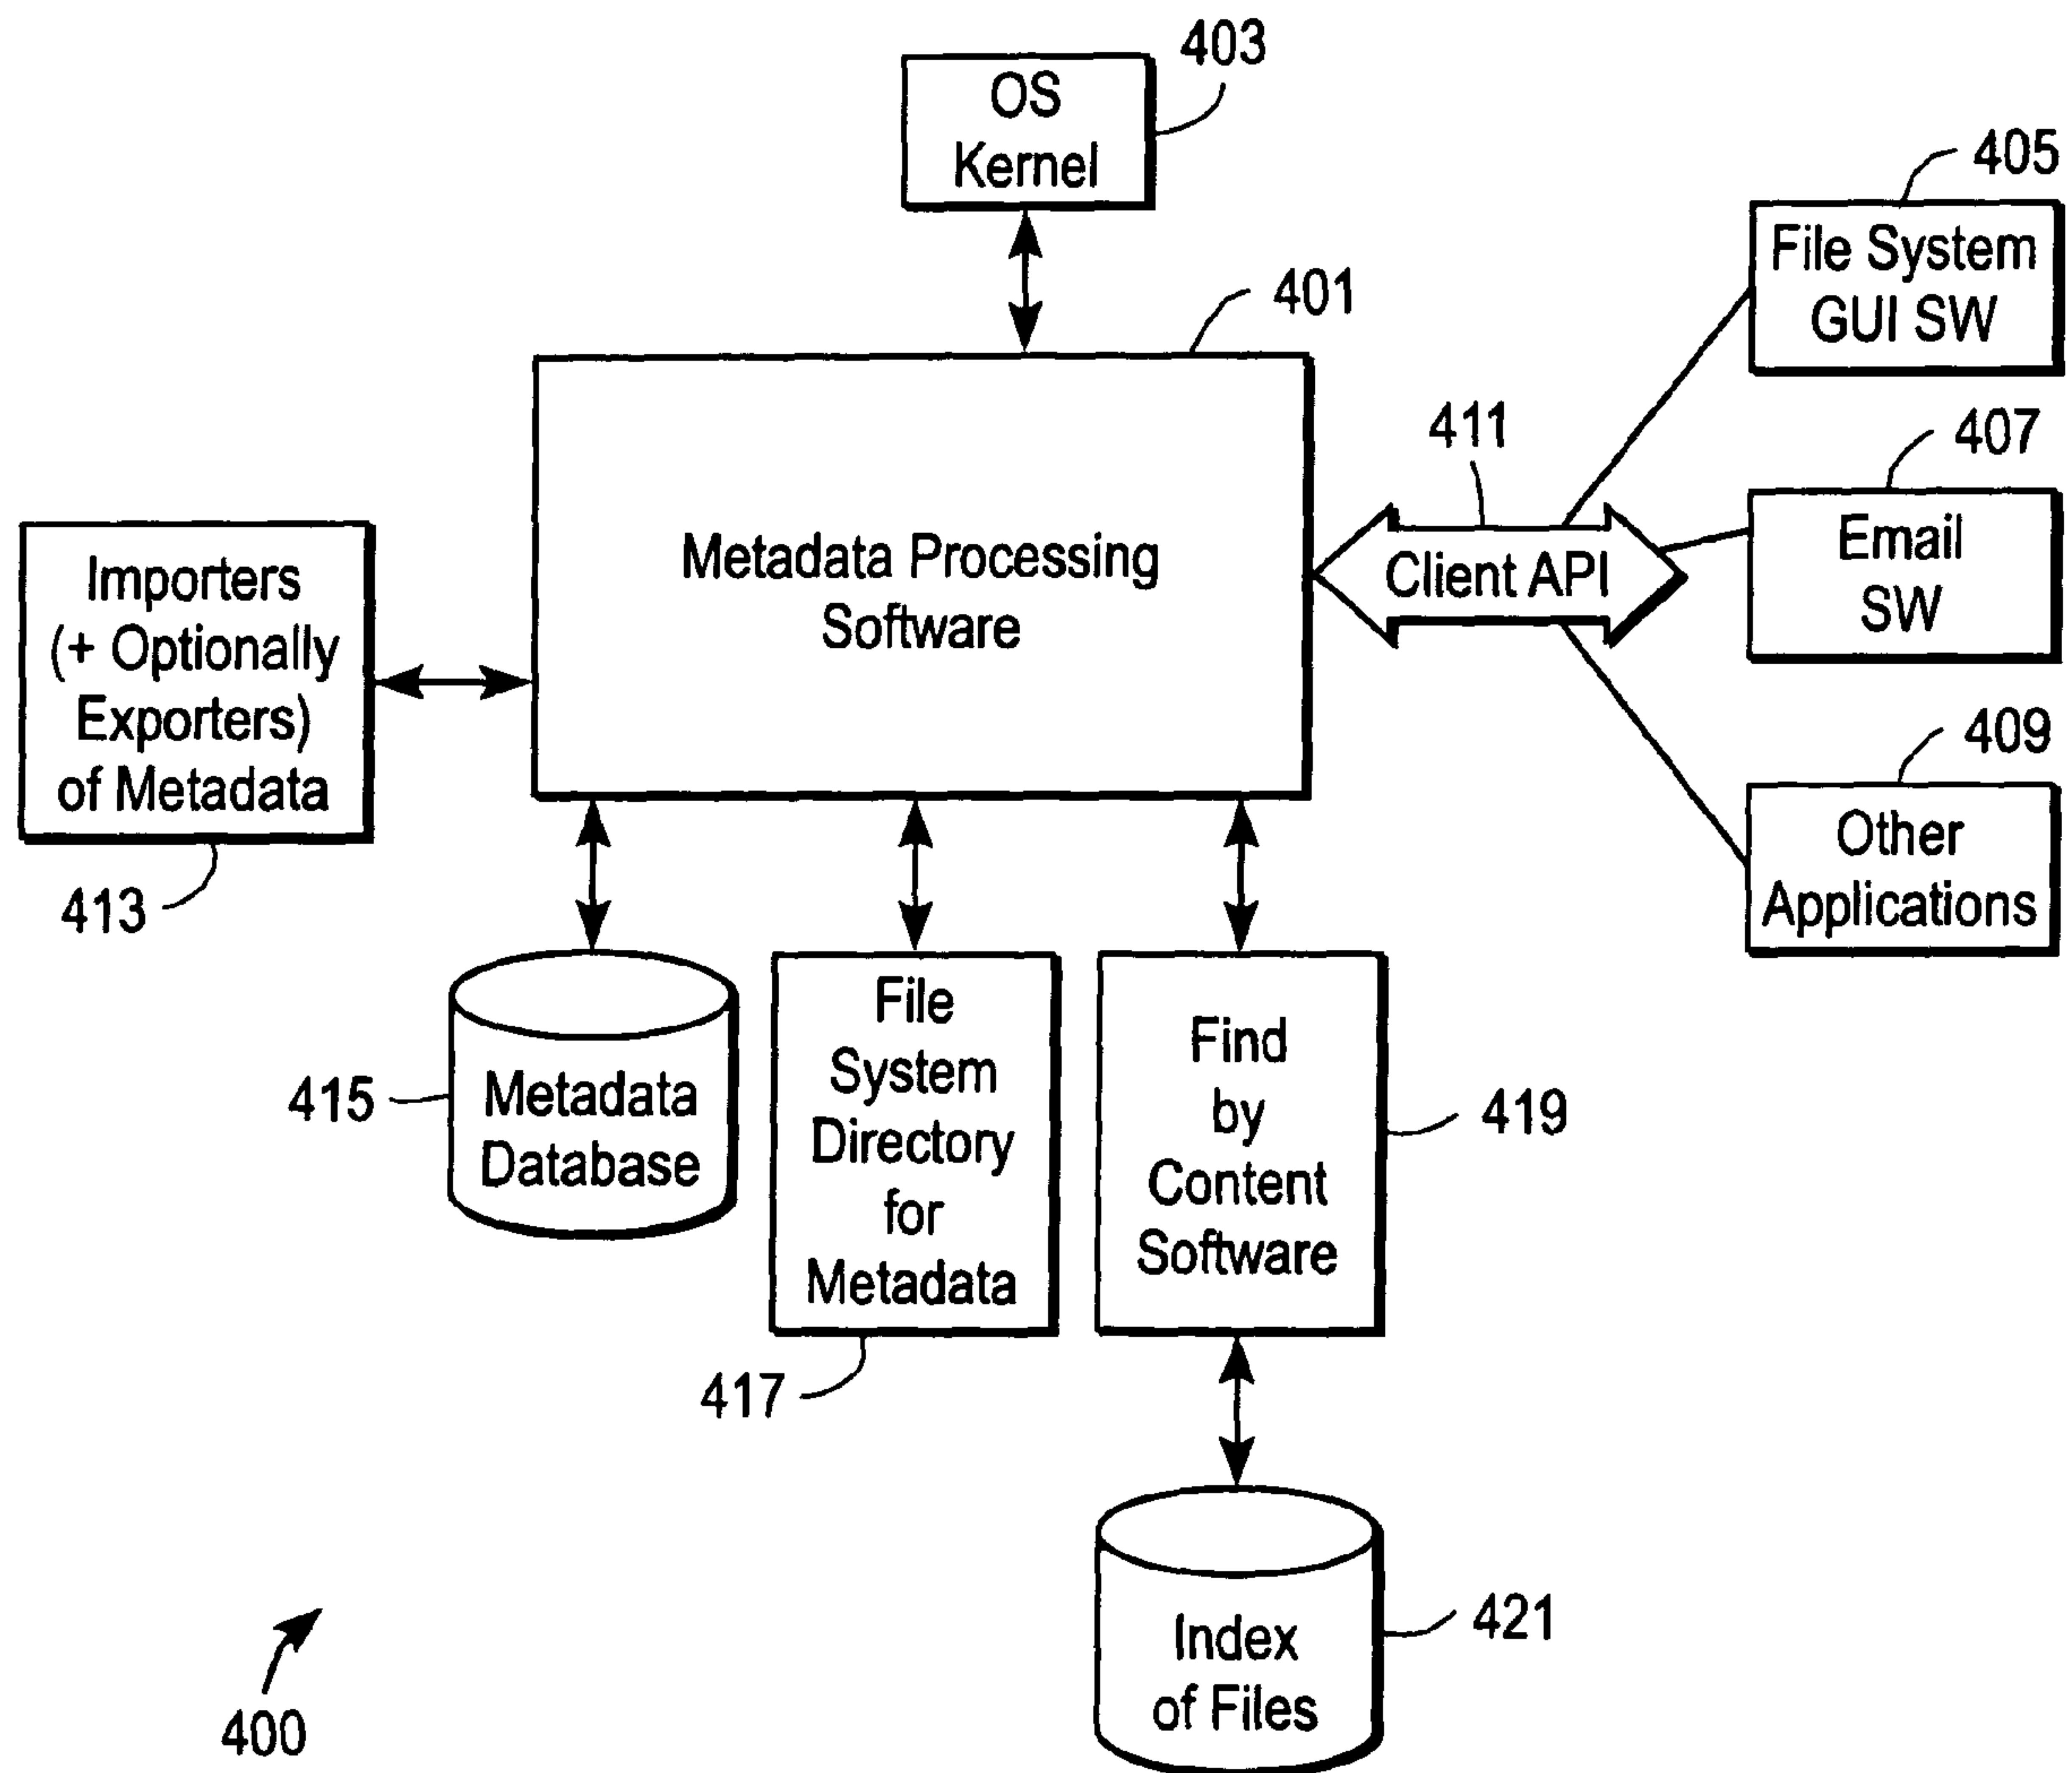 403
OS
Kernel
405
File System
GUI SW
401
411
407
Metadata Processing
Software
Client API
Email
SW
Importers
(+ Optionally
Exporters)
of Metadata
413
409
Other
Applications
415
Metadata
Database
File
System
Directory
for
Metadata
417
Find
by
Content
Software
419
421
Index
of Files
400